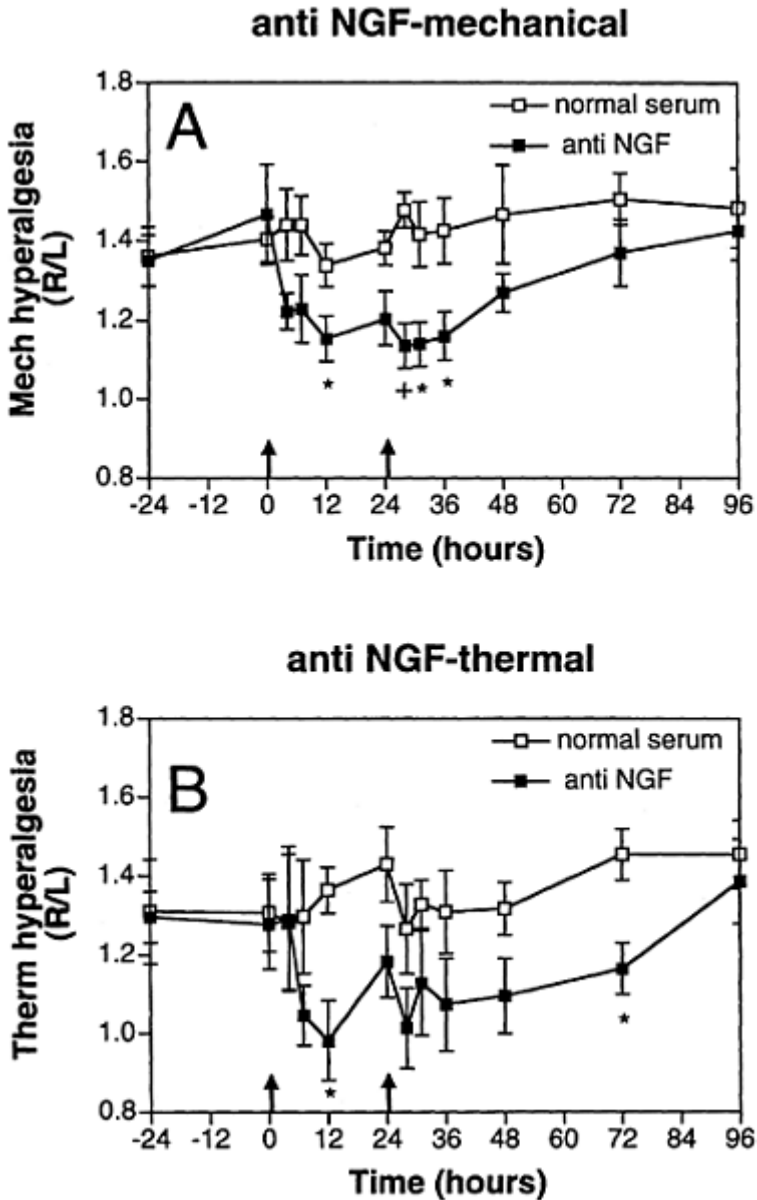 anti NGF-mechanical
A
normal serum
anti NGF
Mech hyperalgesia
(R/L)
1.8
1.6
1.4
1.2
1.0
0.8
* + * *
-24 -12 0 12 24 36 48 60 72 84 96
Time (hours)
anti NGF-thermal
B
normal serum
anti NGF
Therm hyperalgesia
(R/L)
1.8
1.6
1.4
1.2
1.0
0.8
* *
-24 -12 0 12 24 36 48 60 72 84 96
Time (hours)